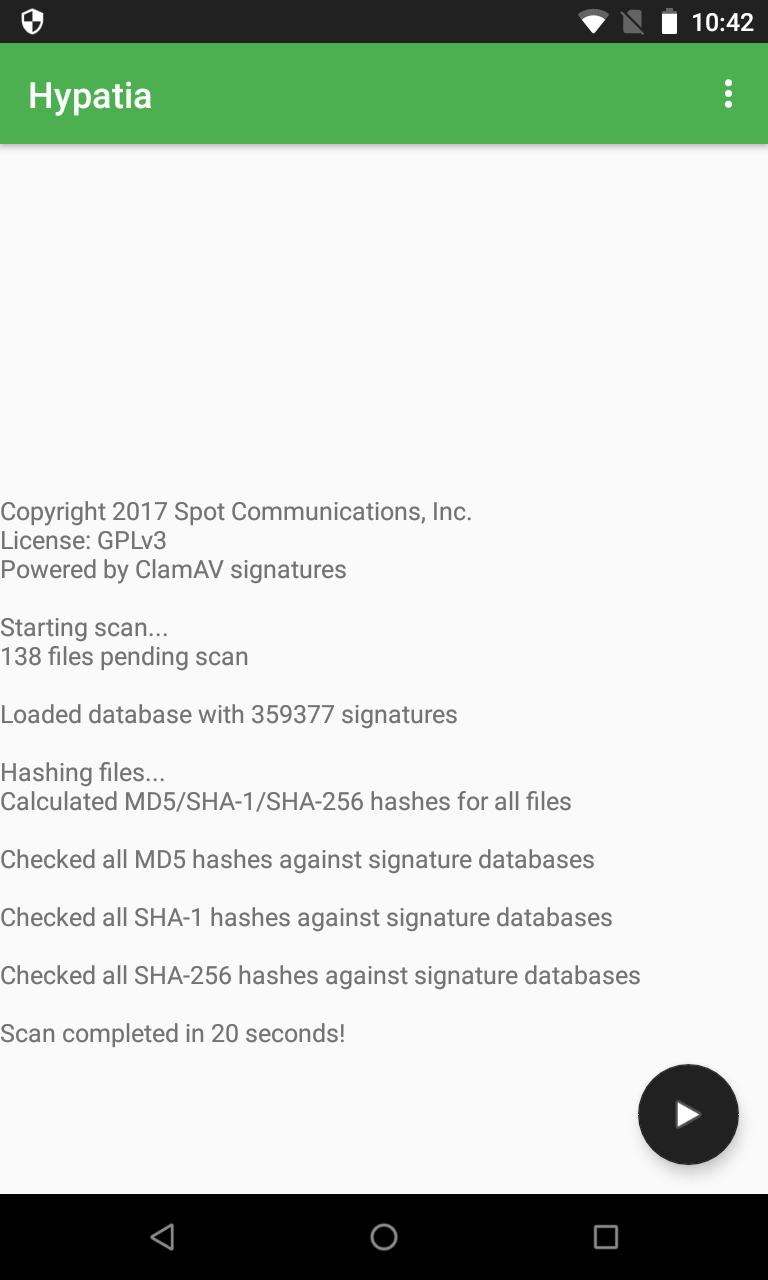 10:42
Hypatia
Copyright 2017 Spot Communications, Inc.
License: GPLv3
Powered by ClamAV signatures
Starting scan...
138 files pending scan
Loaded database with 359377 signatures
Hashing files...
Calculated MD5/SHA-1/SHA-256 hashes for all files
Checked all MD5 hashes against signature databases
Checked all SHA-1 hashes against signature databases
Checked all SHA-256 hashes against signature databases
Scan completed in 20 seconds!